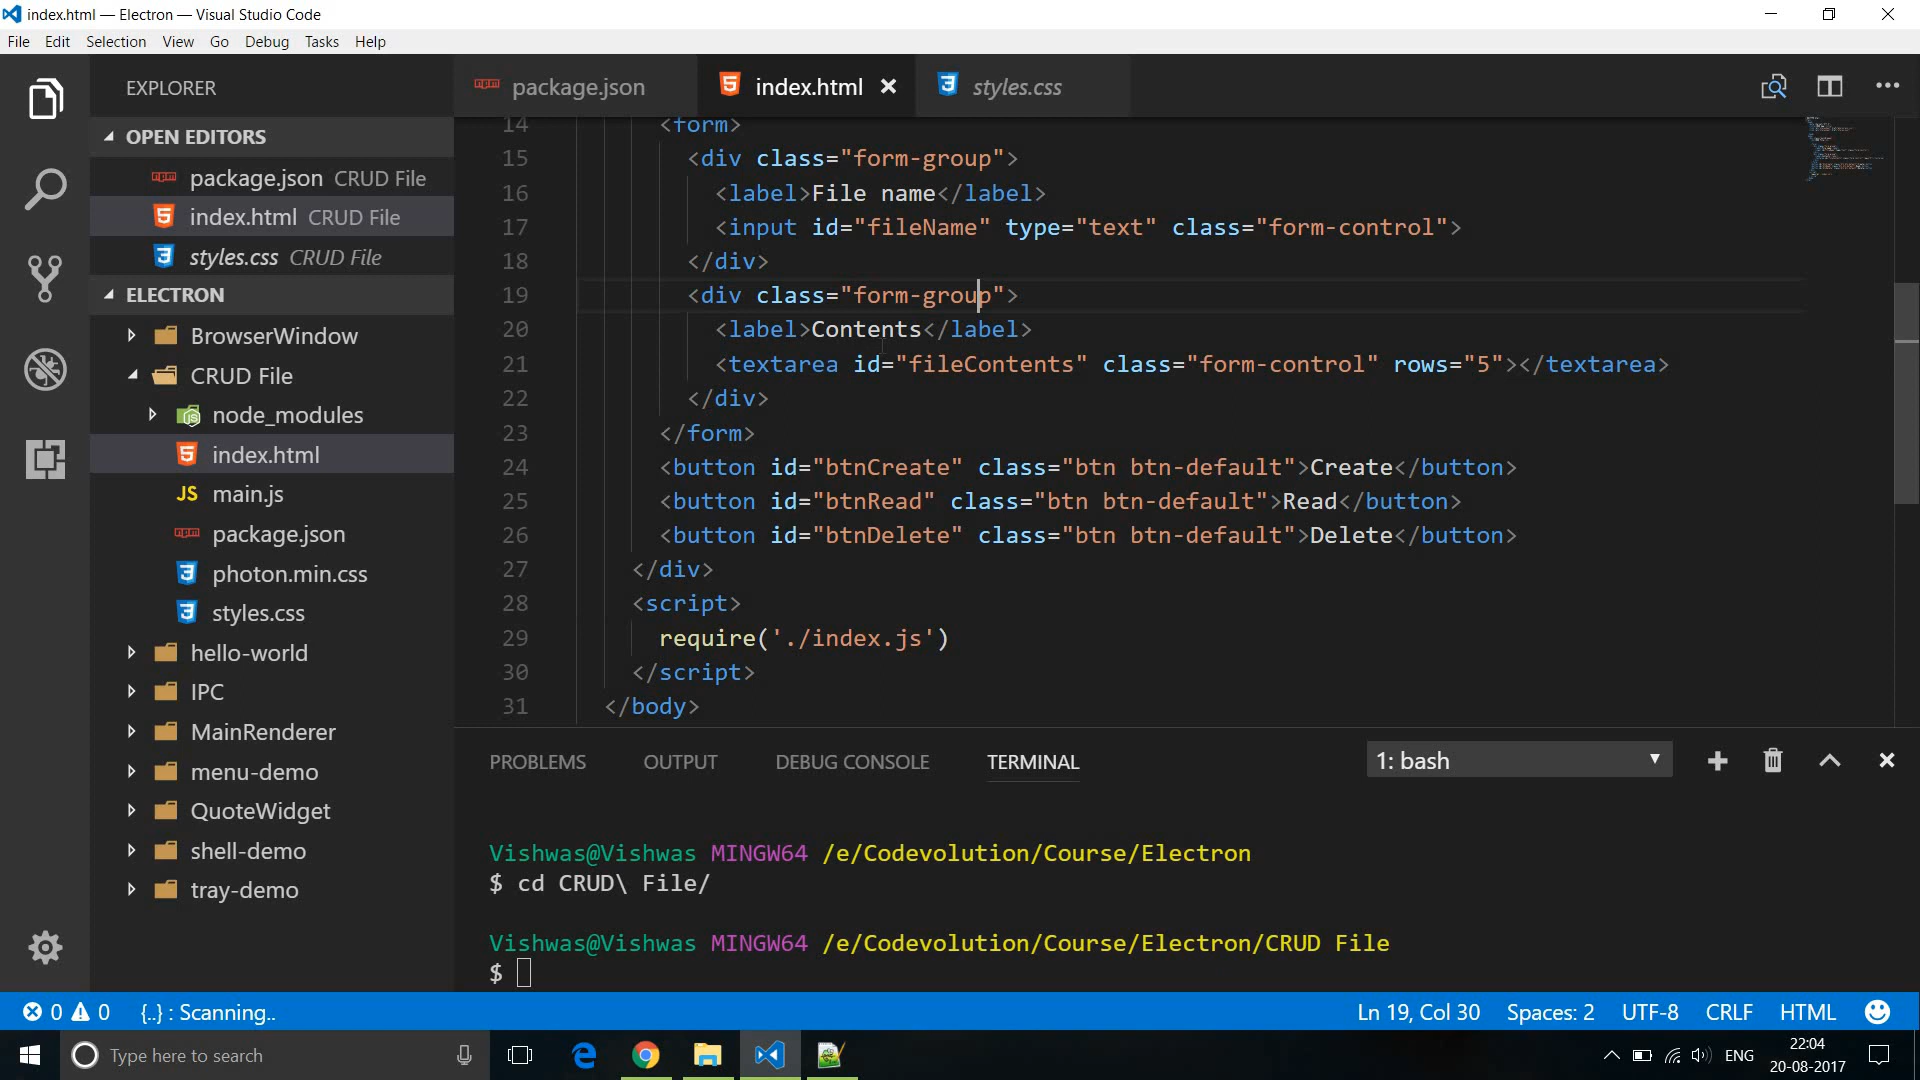 index.html — Electron — Visual Studio Code
File Edit Selection View Go Debug Tasks Help
EXPLORER
OPEN EDITORS
package.json CRUD File
index.html CRUD File
styles.css CRUD File
ELECTRON
BrowserWindow
CRUD File
node_modules
index.html
JS main.js
package.json
photon.min.css
styles.css
hello-world
IPC
MainRenderer
menu-demo
QuoteWidget
shell-demo
tray-demo
package.json index.html styles.css
14 <form>
15 <div class="form-group">
16 <label>File name</label>
17 <input id="fileName" type="text" class="form-control">
18 </div>
19 <div class="form-group">
20 <label>Contents</label>
21 <textarea id="fileContents" class="form-control" rows="5"></textarea>
22 </div>
23 </form>
24 <button id="btnCreate" class="btn btn-default">Create</button>
25 <button id="btnRead" class="btn btn-default">Read</button>
26 <button id="btnDelete" class="btn btn-default">Delete</button>
27 </div>
28 <script>
29 require('./index.js')
30 </script>
31 </body>
PROBLEMS OUTPUT DEBUG CONSOLE TERMINAL 1: bash
Vishwas@Vishwas MINGW64 /e/Codevolution/Course/Electron
$ cd CRUD\ File/
Vishwas@Vishwas MINGW64 /e/Codevolution/Course/Electron/CRUD File
$
0 0 {..} : Scanning.. Ln 19, Col 30 Spaces: 2 UTF-8 CRLF HTML
Type here to search ENG 22:04
20-08-2017